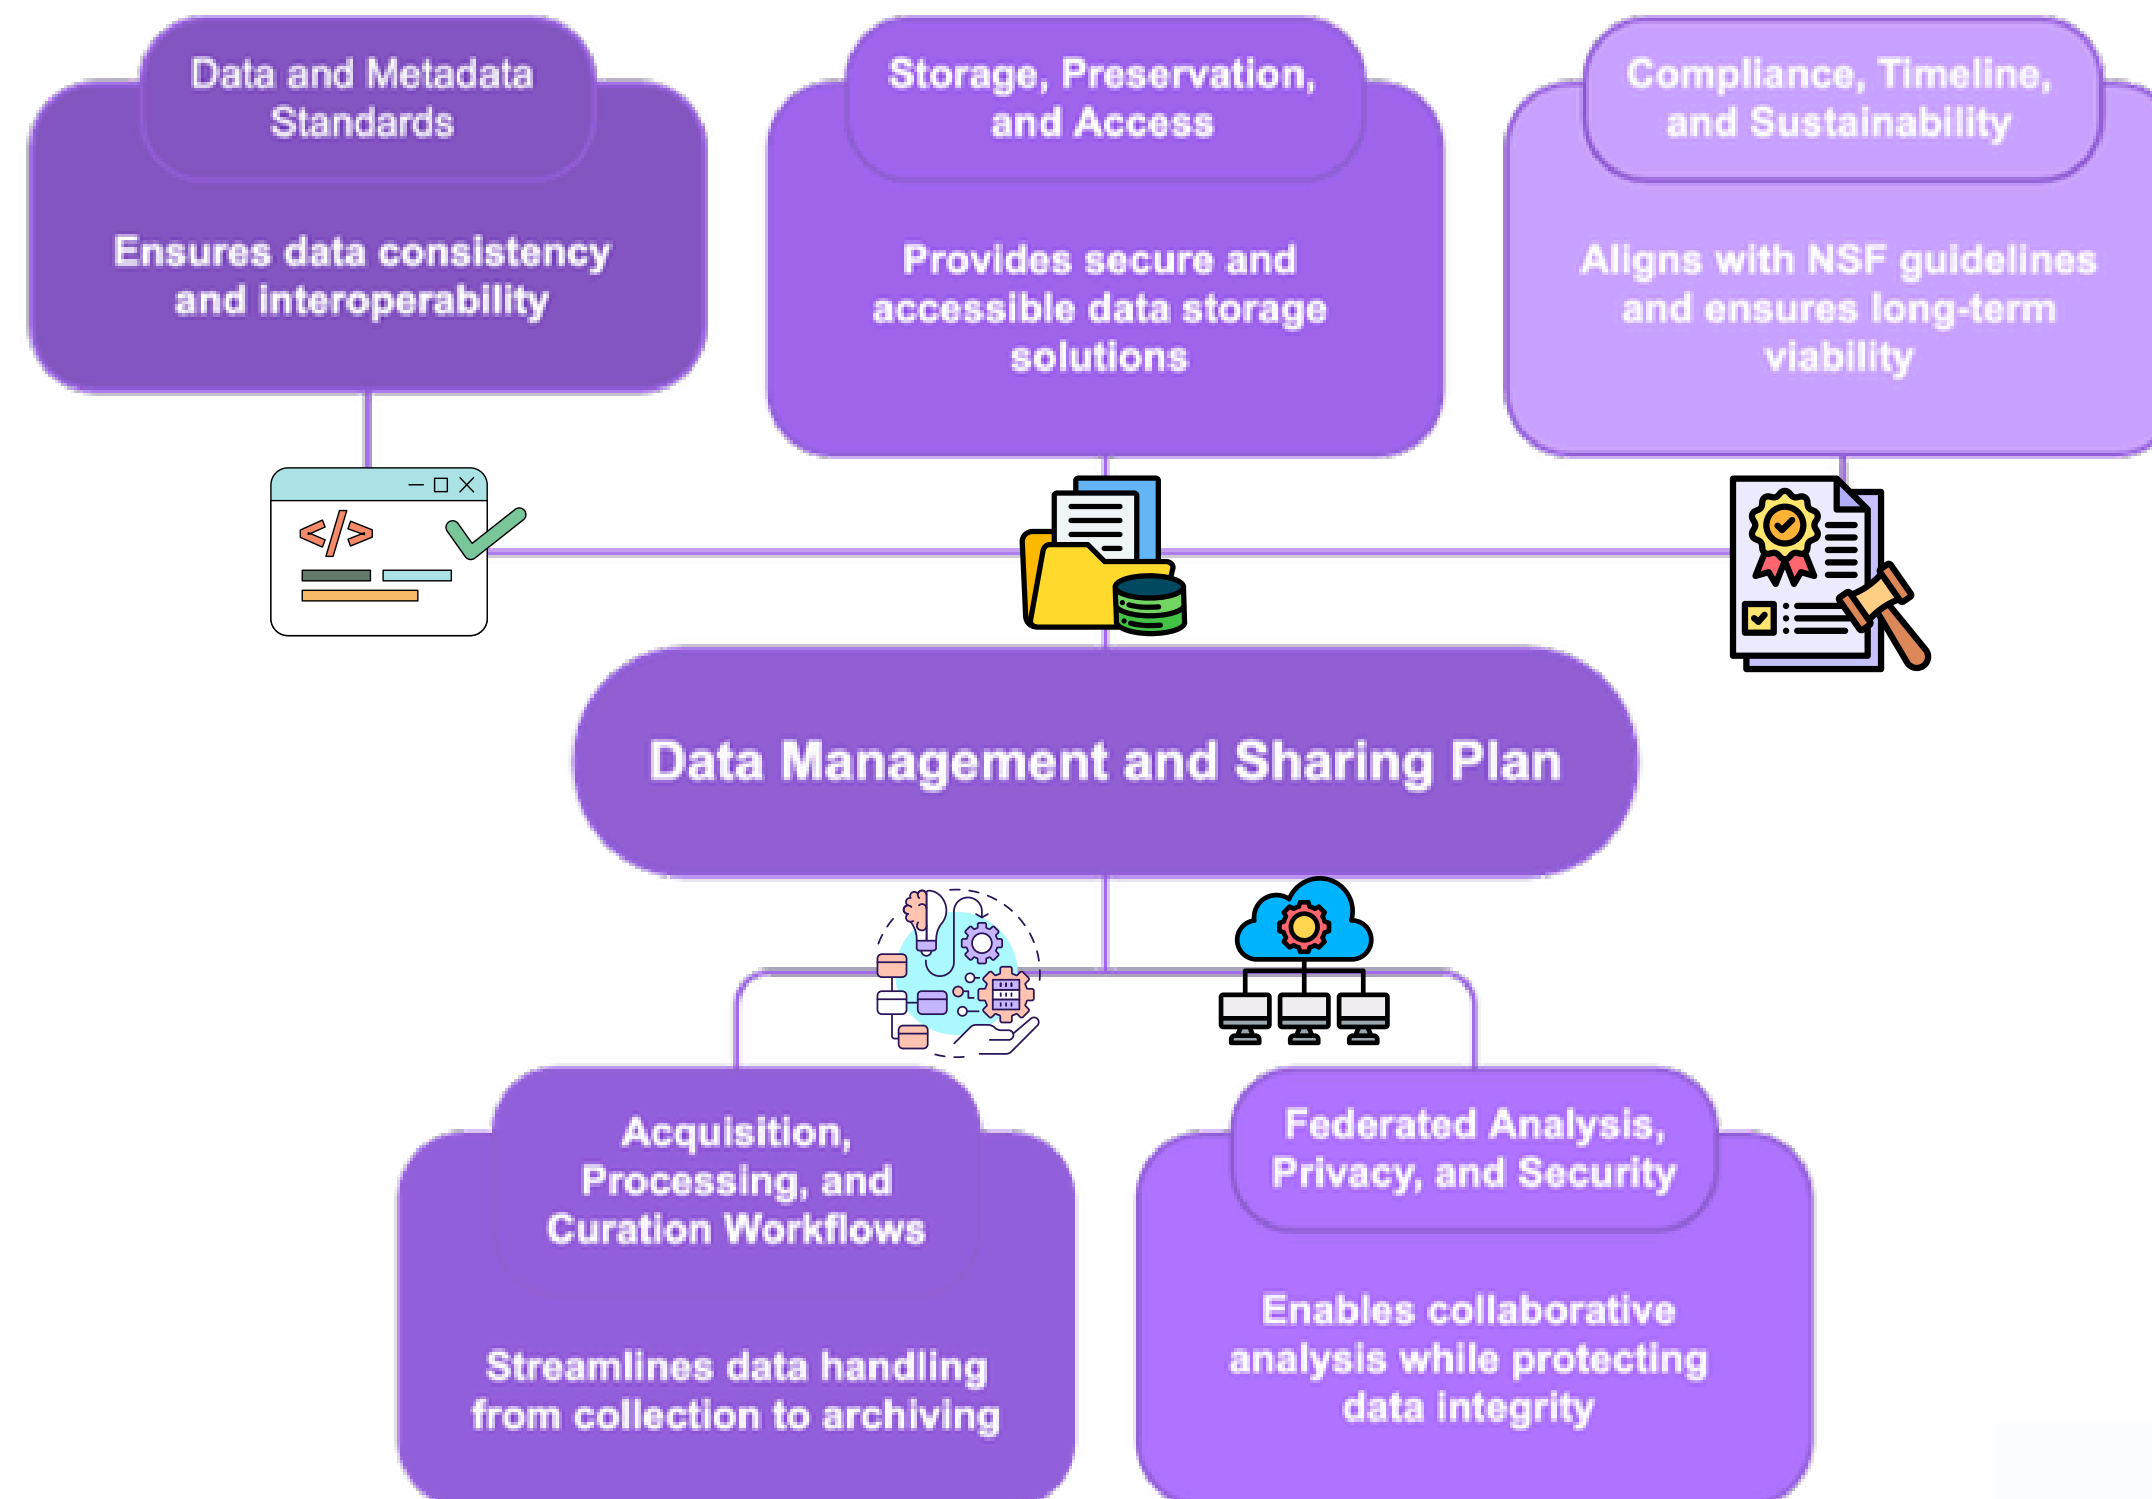 Data and Metadata
Standards
Ensures data consistency
and interoperability
Storage, Preservation,
and Access
Provides secure and
accessible data storage
solutions
Compliance, Timeline,
and Sustainability
Aligns with NSF guidelines
and ensures long-term
viability
</>
Data Management and Sharing Plan
Acquisition,
Processing, and
Curation Workflows
Streamlines data handling
from collection to archiving
Federated Analysis,
Privacy, and Security
Enables collaborative
analysis while protecting
data integrity